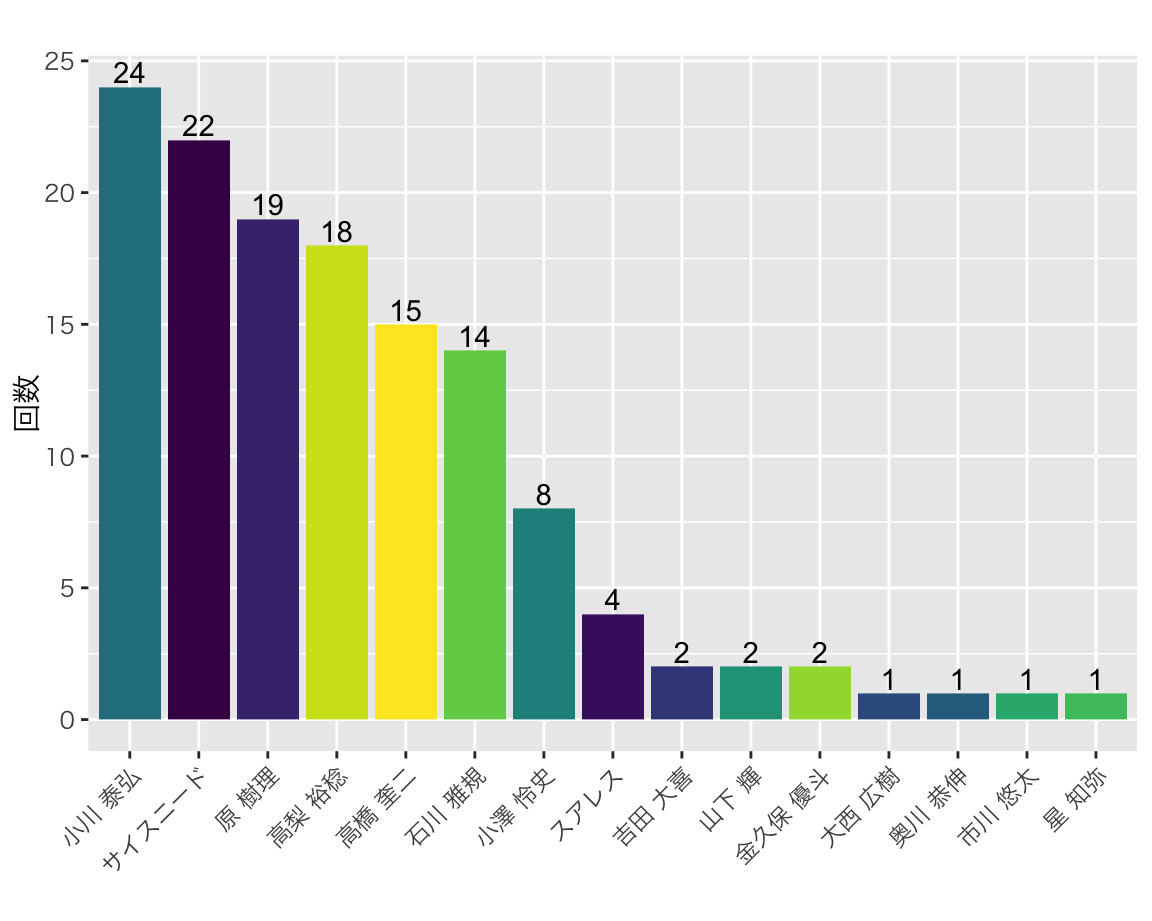 25
20
15
10
5
0
回数
24
22
19
18
15
14
8
4
2
2
2
1
1
1
1
小川 泰弘
サイスニード
原 樹理
高梨 裕稔
高橋 奎二
石川 雅規
小澤 怜史
スアレス
吉田 大喜
山下 輝
金久保 優斗
大西 広樹
奥川 恭伸
市川 悠太
星 知弥